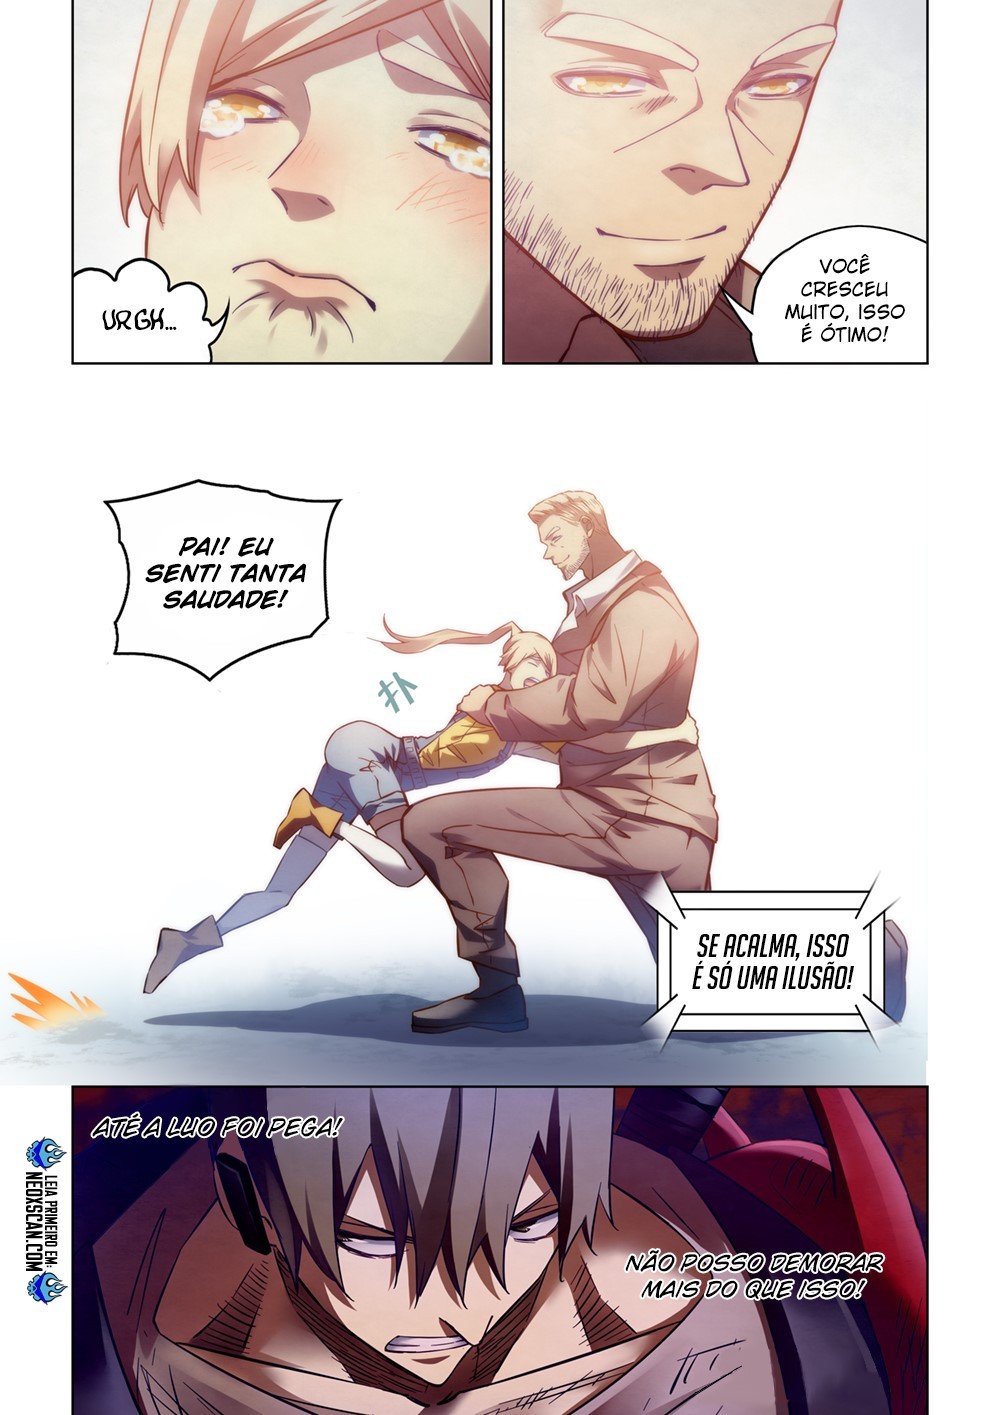 URGH...
VOCÊ
CRESCEU
MUITO, ISSO
É ÓTIMO!
PAI! EU
SENTI TANTA
SAUDADE!
扑
SE ACALMA, ISSO
É SÓ UMA ILUSÃO!
ATÉ A LUO FOI PEGA!
NÃO POSSO DEMORAR
MAIS DO QUE ISSO!
LEIA PRIMEIRO EM:
NEOXSCAN.COM